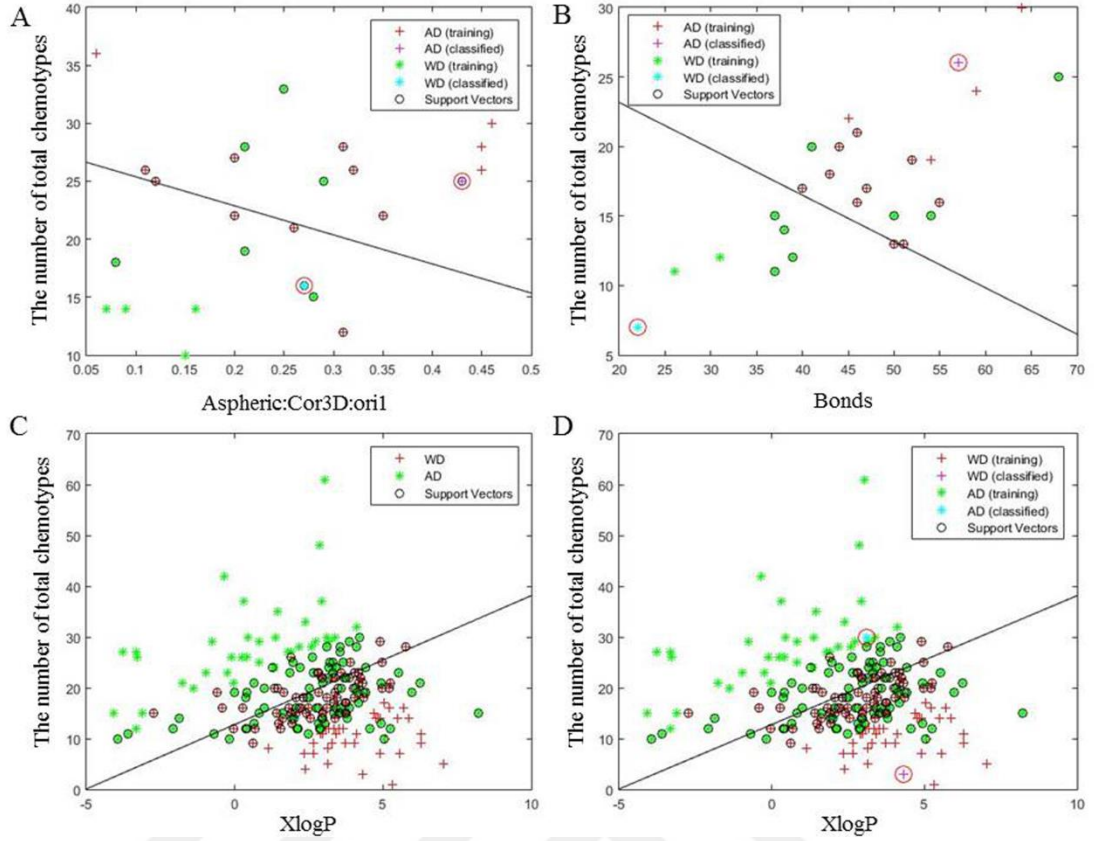 A
The number of total chemotypes
40
35
30
25
20
15
10
0.05 0.1 0.15 0.2 0.25 0.3 0.35 0.4 0.45 0.5
Aspheric:Cor3D:ori1
AD (training)
AD (classified)
WD (training)
WD (classified)
Support Vectors
B
The number of total chemotypes
30
25
20
15
10
5
20 25 30 35 40 45 50 55 60 65 70
Bonds
AD (training)
AD (classified)
WD (training)
WD (classified)
Support Vectors
C
The number of total chemotypes
70
60
50
40
30
20
10
0
-5 0 5 10
XlogP
WD
AD
Support Vectors
D
The number of total chemotypes
70
60
50
40
30
20
10
0
-5 0 5 10
XlogP
WD (training)
WD (classified)
AD (training)
AD (classified)
Support Vectors